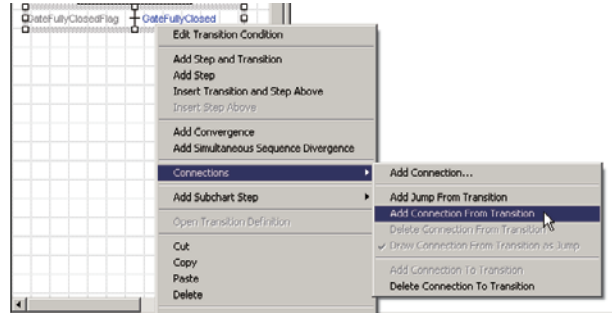 GateFullyClosedFlag GateFullyClosed
Edit Transition Condition
Add Step and Transition
Add Step
Insert Transition and Step Above
Insert Step Above
Add Convergence
Add Simultaneous Sequence Divergence
Connections
Add Subchart Step
Open Transition Definition
Cut
Copy
Paste
Delete
Add Connection...
Add Jump From Transition
Add Connection From Transition
Delete Connection From Transition
Draw Connection From Transition as Jump
Add Connection To Transition
Delete Connection To Transition